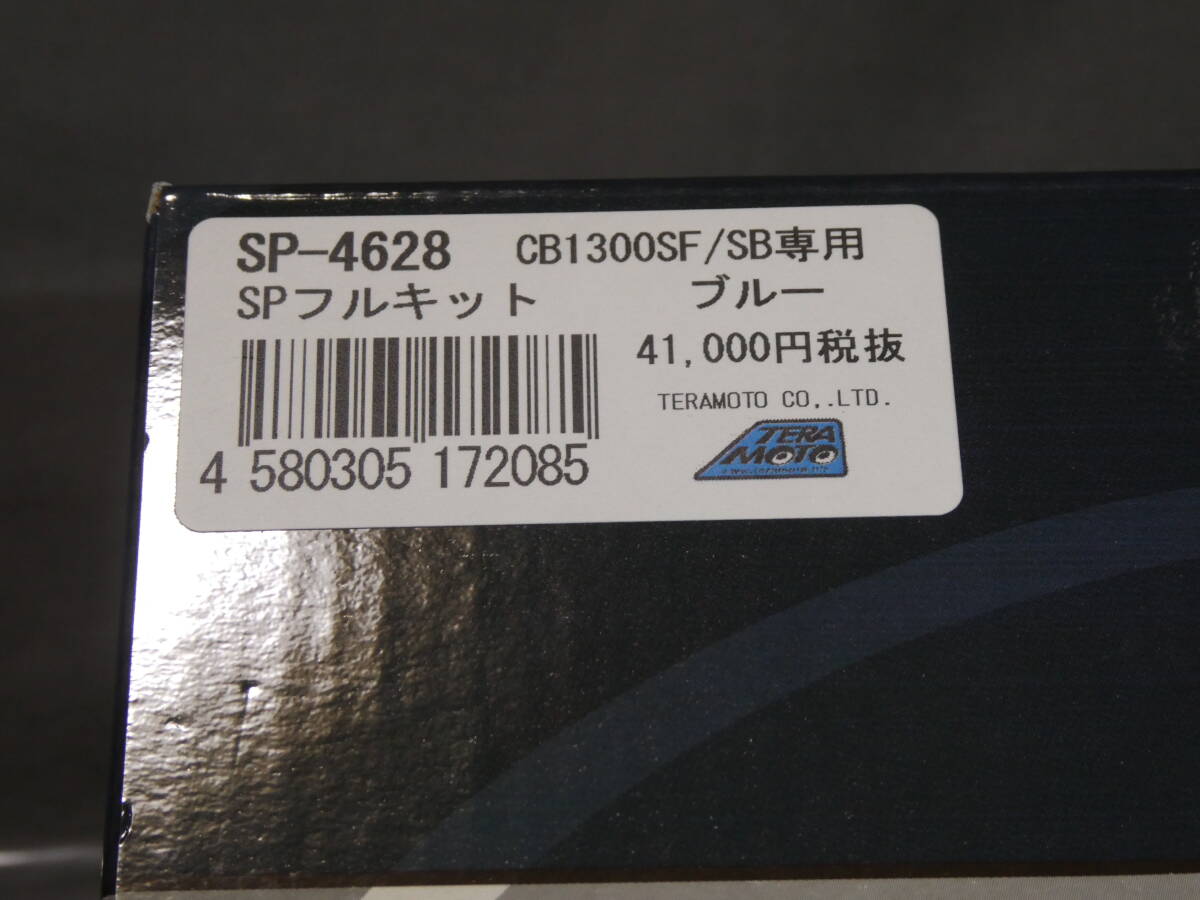 SP-4628 CB1300SF/SB専用
SPフルキット ブルー
41,000円税抜
TERAMOTO CO,.LTD.
TERA
MOTO
4 580305 172085